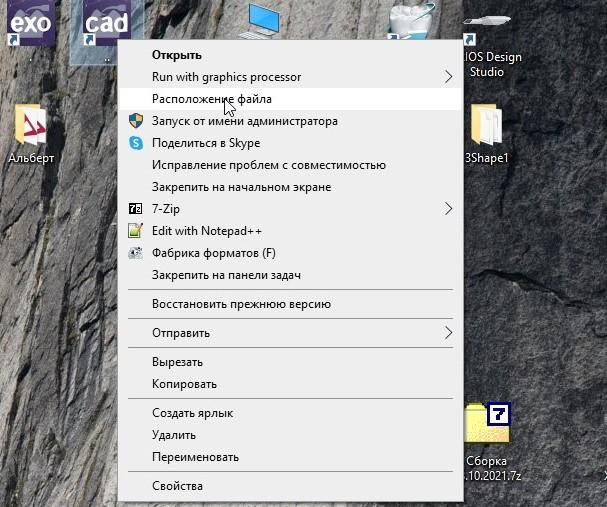 exo
cad
.
..
Открыть
Run with graphics processor
Расположение файла
Запуск от имени администратора
Поделиться в Skype
Исправление проблем с совместимостью
Закрепить на начальном экране
7-Zip
Edit with Notepad++
Фабрика форматов (F)
Закрепить на панели задач
Восстановить прежнюю версию
Отправить
Вырезать
Копировать
Создать ярлык
Удалить
Переименовать
Свойства
Альберт
IOS Design
Studio
3Shape1
7
Сборка
.10.2021.7z